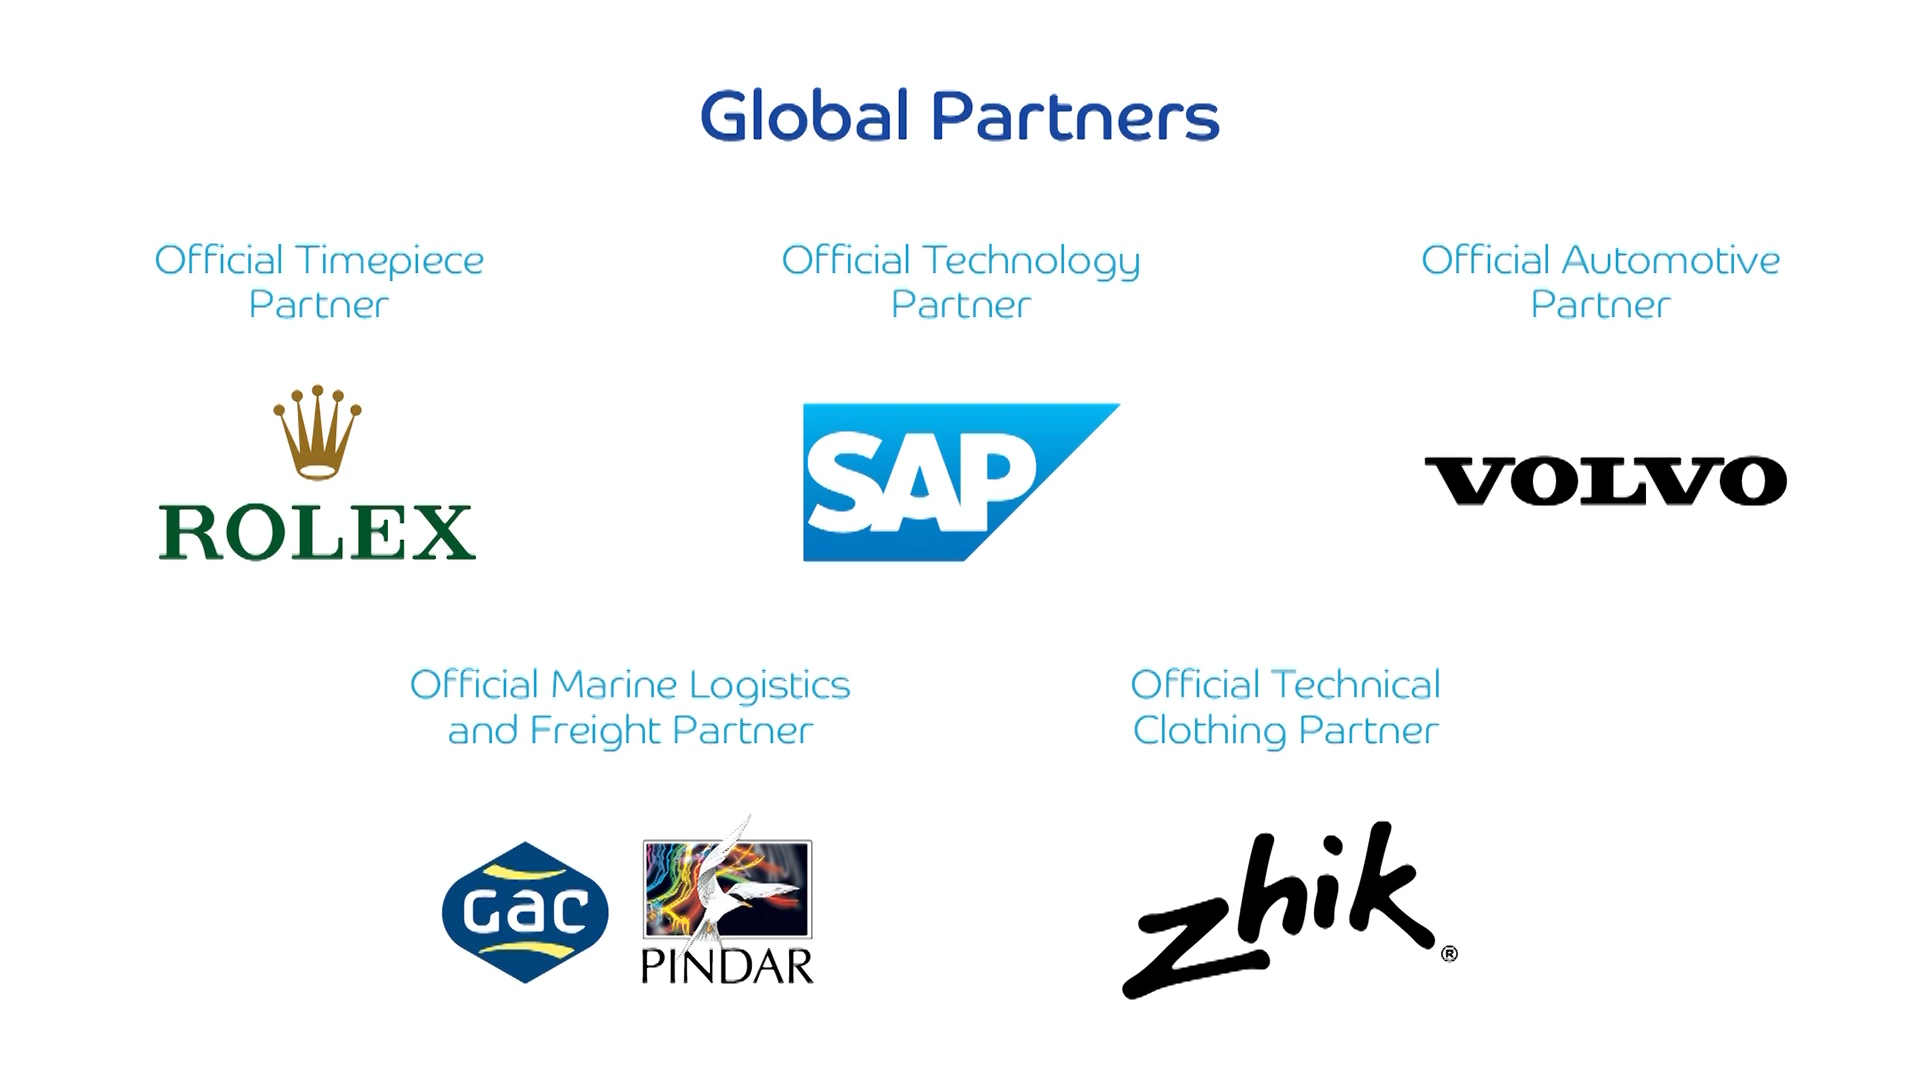 Global Partners
Official Timepiece
Partner
ROLEX
Official Technology
Partner
SAP
Official Automotive
Partner
VOLVO
Official Marine Logistics
and Freight Partner
GAC
PINDAR
Official Technical
Clothing Partner
zhik®